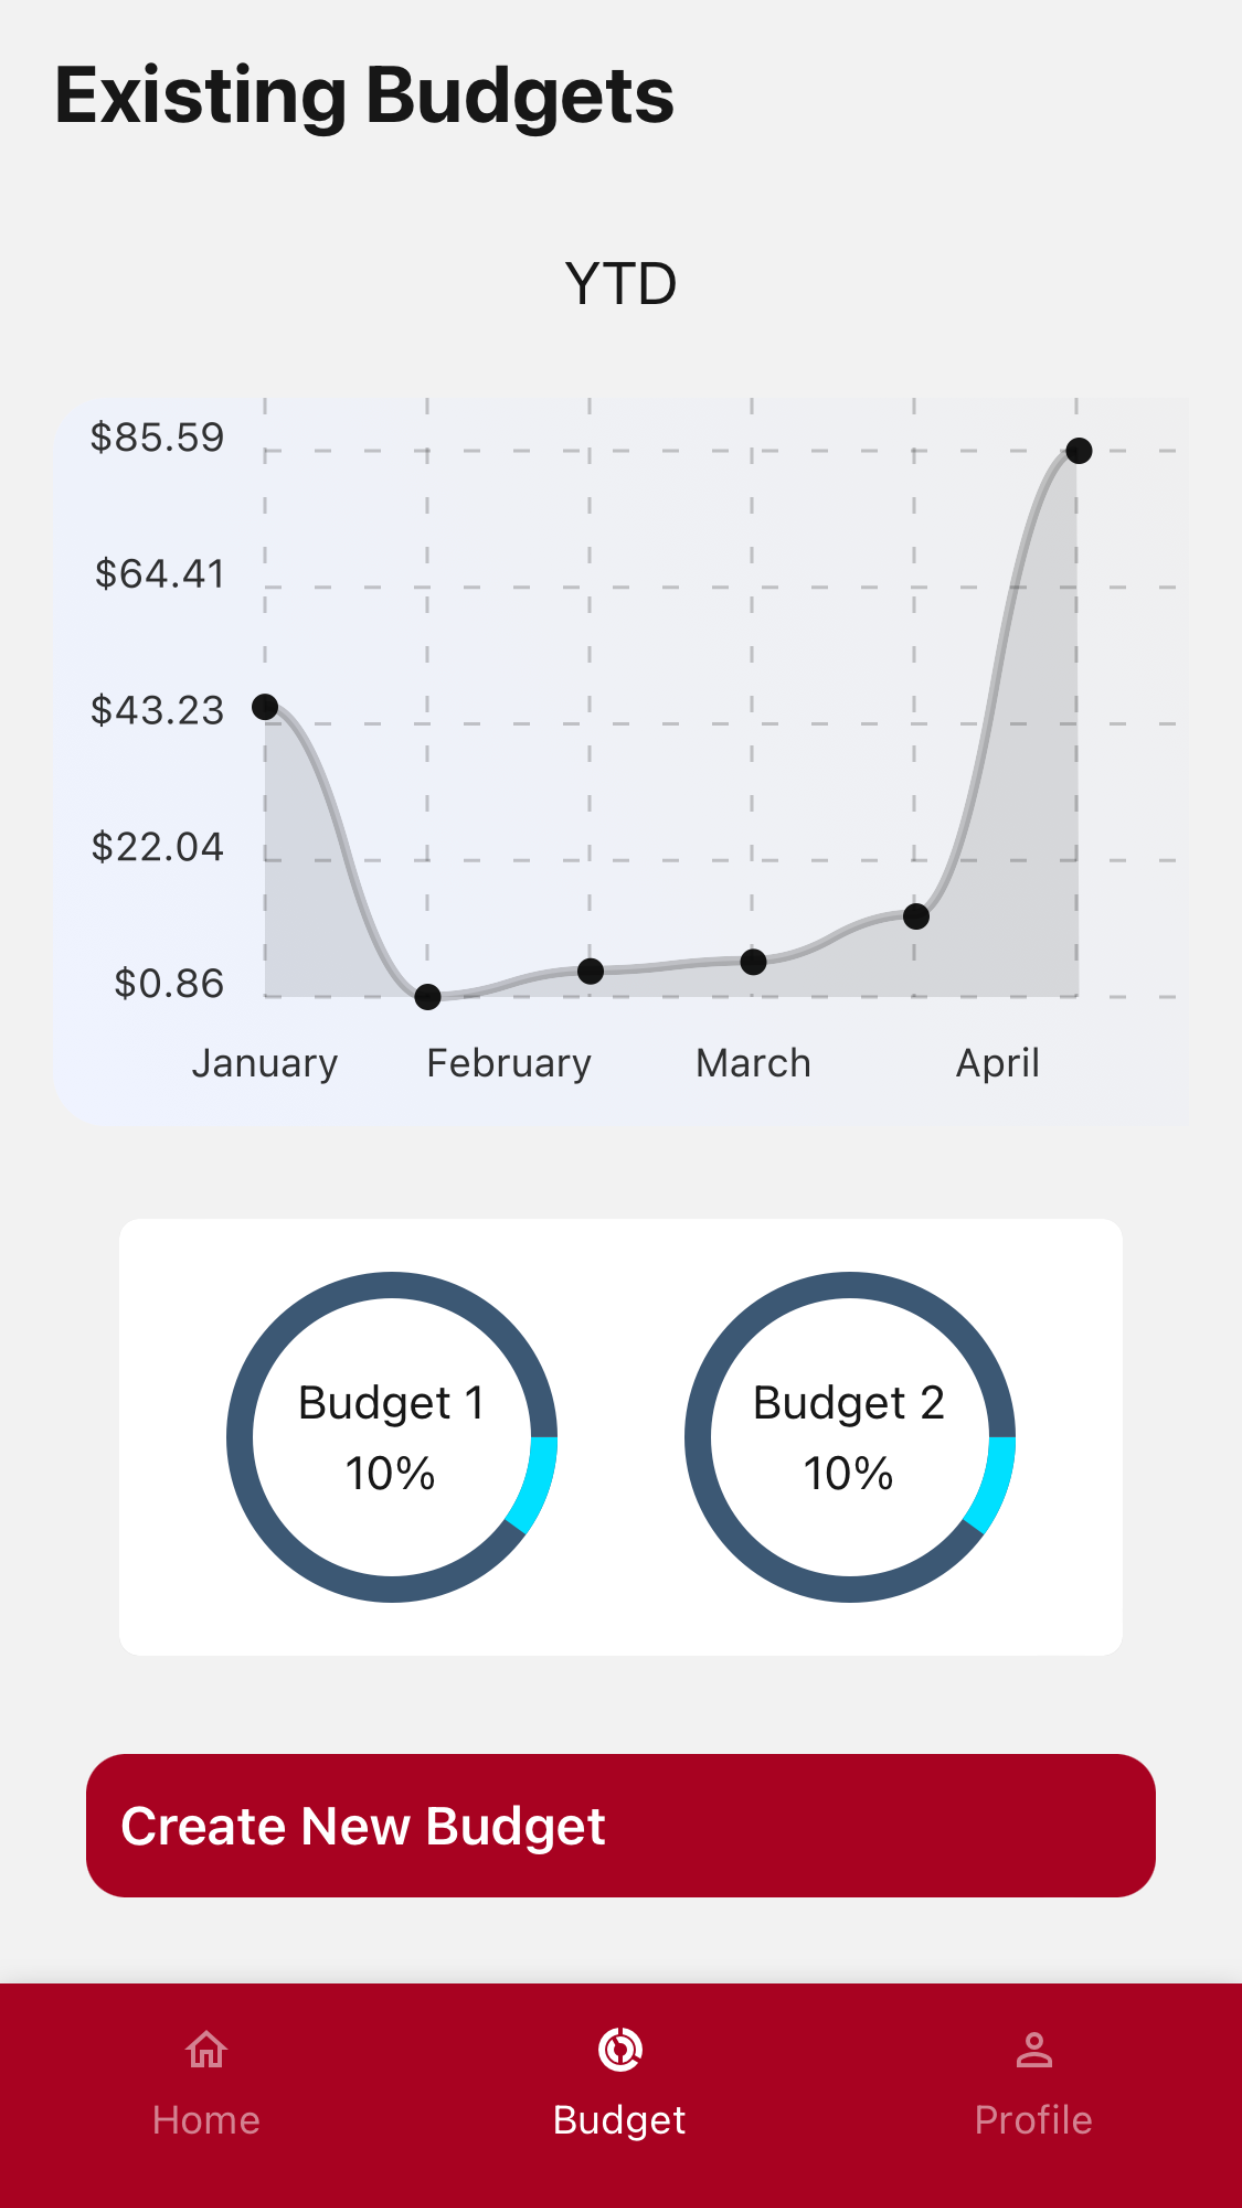 Existing Budgets
YTD
$85.59
$64.41
$43.23
$22.04
$0.86
January February March April
Budget 1
10%
Budget 2
10%
Create New Budget
Home Budget Profile